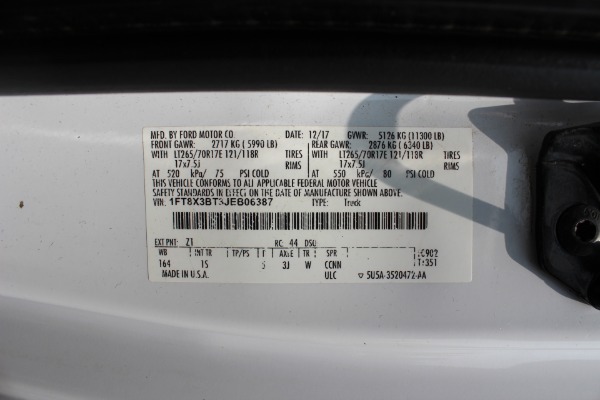 MFD. BY FORD MOTOR CO. DATE: 12/17 GVWR: 5126 KG (11300 LB)
FRONT GAWR: 2717 KG (5990 LB) REAR GAWR: 2876 KG (6340 LB)
WITH LT265/70R17E 121/118R TIRES WITH LT265/70R17E 121/118R TIRES
17x7.5J 17x7.5J
AT 520 kPa/ 75 PSI COLD AT 550 kPa/ 80 PSI COLD
THIS VEHICLE CONFORMS TO ALL APPLICABLE FEDERAL MOTOR VEHICLE
SAFETY STANDARDS IN EFFECT ON THE DATE OF MANUFACTURE SHOWN ABOVE.
VIN: 1FT8X3BT3JEB06387 TYPE: Truck
EXT PNT: Z1 RC: 44 DSO:
WB INT TR TP/PS AXLE TR SPR
164 1S 5 3J W CCNN
MADE IN U.S.A. ULC 5U5A-3520472-AA